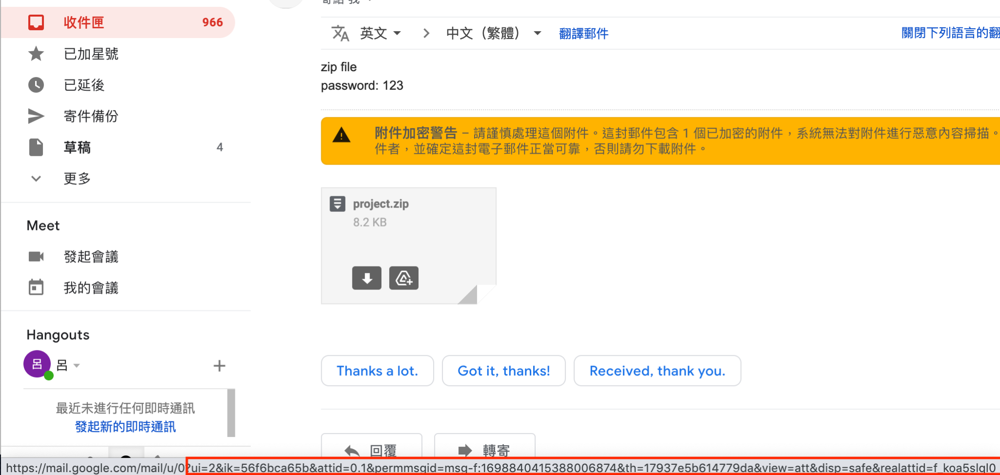 收件匣 966
已加星號
已延後
寄件備份
草稿 4
更多
Meet
發起會議
我的會議
Hangouts
呂 呂
最近未進行任何即時通訊
發起新的即時通訊
寄給 我
英文 中文（繁體） 翻譯郵件 關閉下列語言的翻
zip file
password: 123
附件加密警告 – 請謹慎處理這個附件。這封郵件包含 1 個已加密的附件，系統無法對附件進行惡意內容掃描。
件者，並確定這封電子郵件正當可靠，否則請勿下載附件。
project.zip
8.2 KB
Thanks a lot. Got it, thanks! Received, thank you.
回覆 轉寄
https://mail.google.com/mail/u/0?ui=2&ik=56f6bca65b&attid=0.1&permmsgid=msg-f:1698840415388006874&th=17937e5b614779da&view=att&disp=safe&realattid=f_koa5slql0